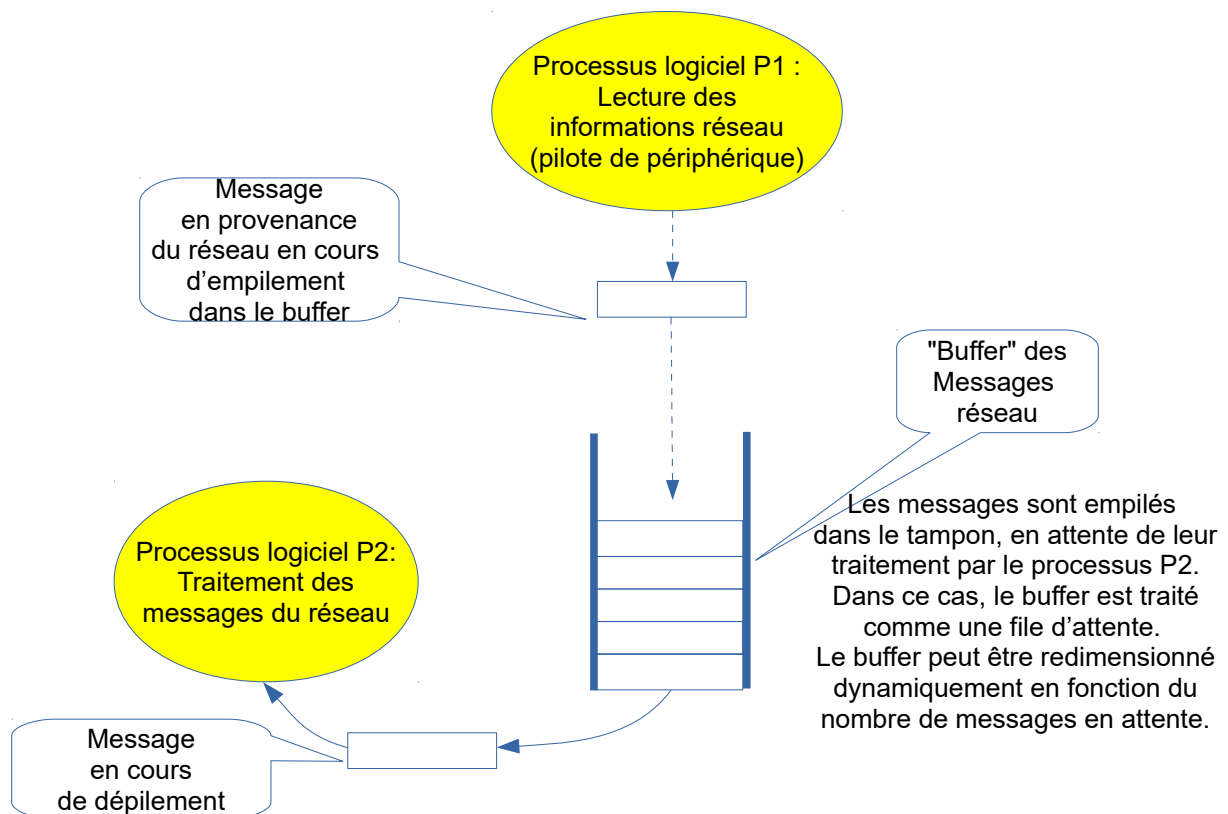 Processus logiciel P1 :
Lecture des
informations réseau
(pilote de périphérique)
Message
en provenance
du réseau en cours
d’empilement
dans le buffer
"Buffer" des
Messages
réseau
Les messages sont empilés
dans le tampon, en attente de leur
traitement par le processus P2.
Dans ce cas, le buffer est traité
comme une file d’attente.
Le buffer peut être redimensionné
dynamiquement en fonction du
nombre de messages en attente.
Processus logiciel P2:
Traitement des
messages du réseau
Message
en cours
de dépilement